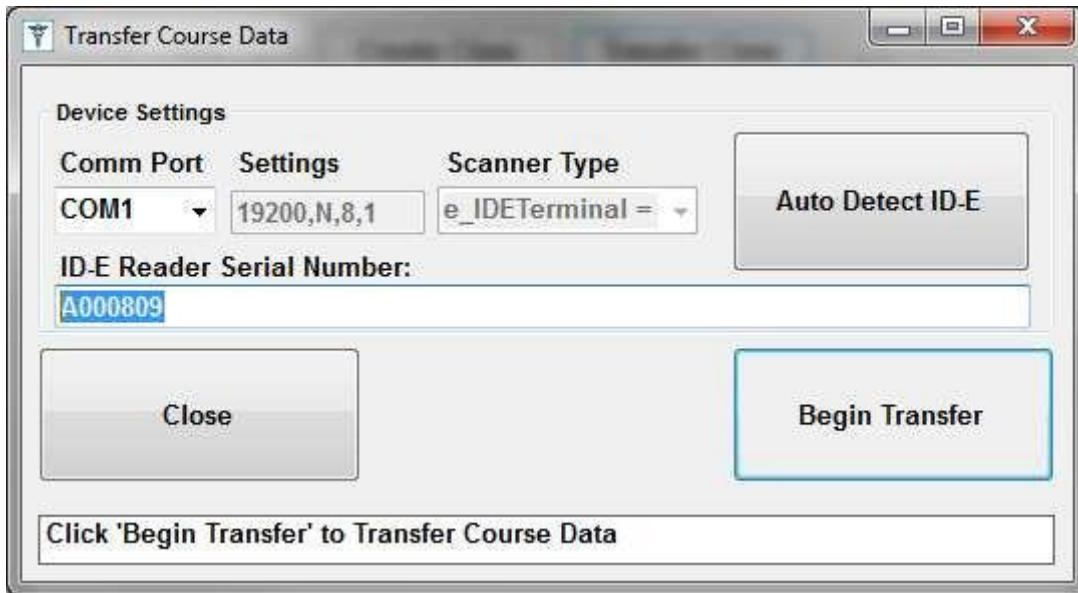 Transfer Course Data
Device Settings
Comm Port Settings Scanner Type
COM1 19200,N,8,1 e_IDETerminal =
Auto Detect ID-E
ID-E Reader Serial Number:
A000809
Close
Begin Transfer
Click 'Begin Transfer' to Transfer Course Data